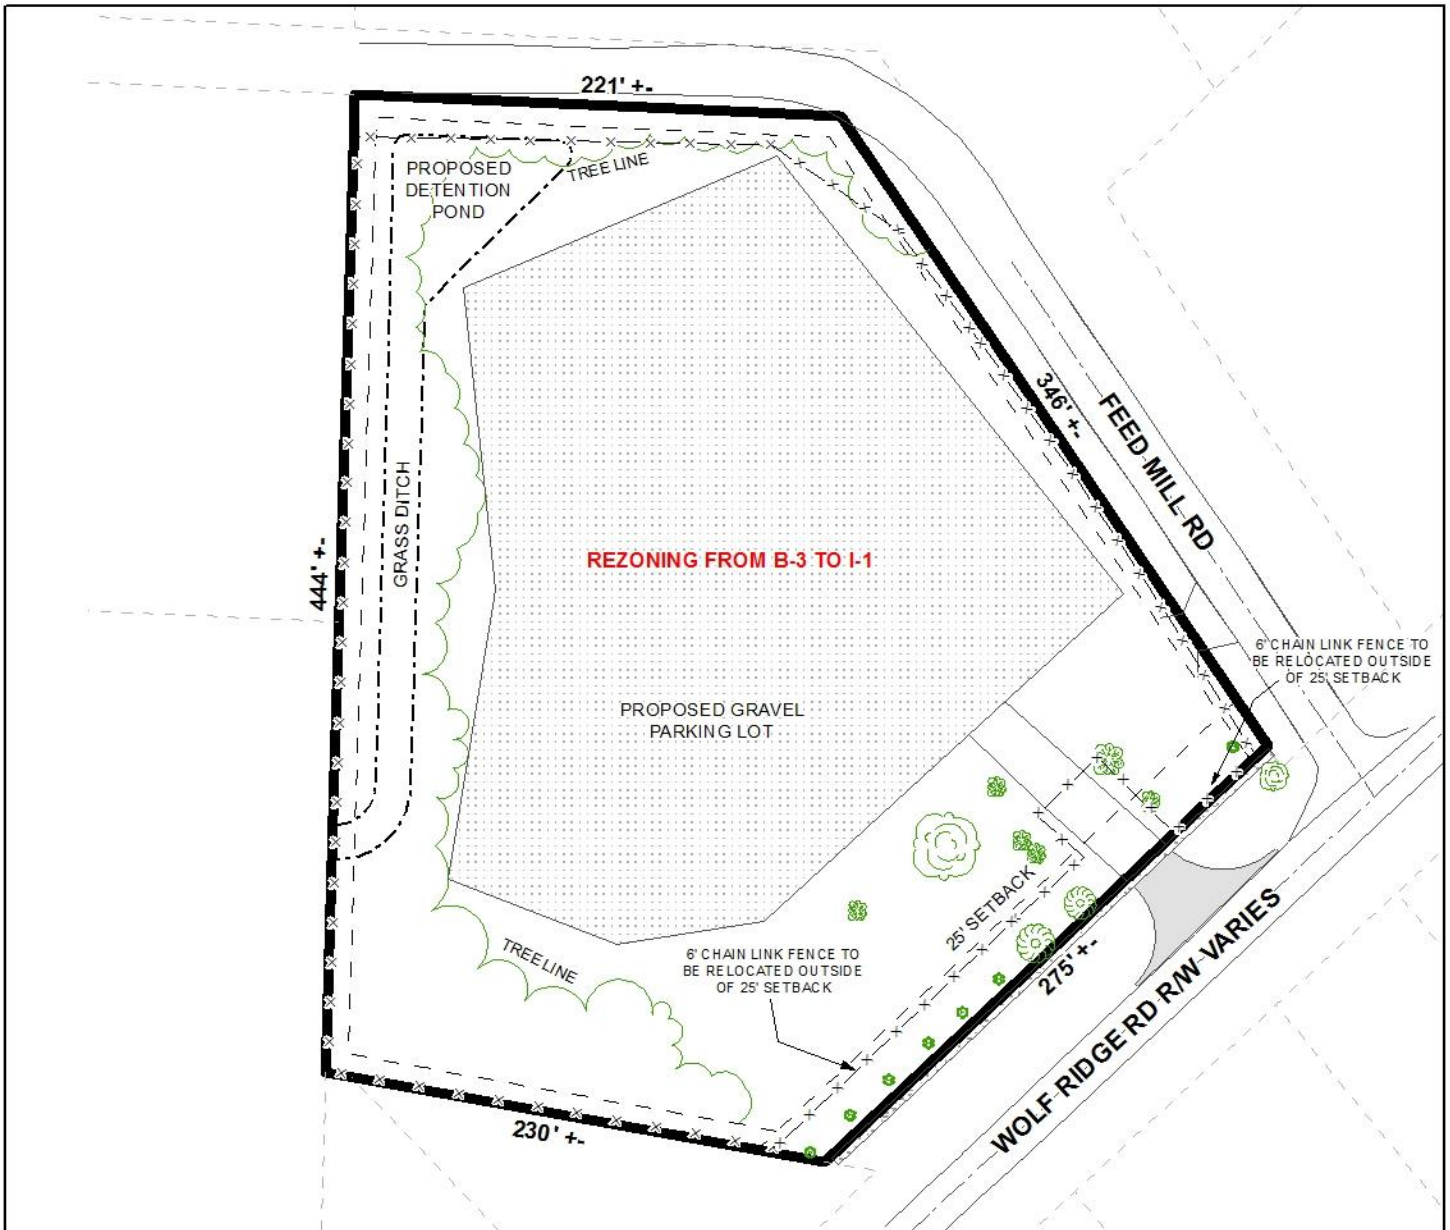 221' +-
PROPOSED
DETENTION
POND
TREE LINE
346' +-
FEED MILL RD
GRASS DITCH
444' +-
REZONING FROM B-3 TO I-1
6' CHAIN LINK FENCE TO
BE RELOCATED OUTSIDE
OF 25' SETBACK
PROPOSED GRAVEL
PARKING LOT
25' SETBACK
TREE LINE
6' CHAIN LINK FENCE TO
BE RELOCATED OUTSIDE
OF 25' SETBACK
275' +-
WOLF RIDGE RD R/W VARIES
230' +-